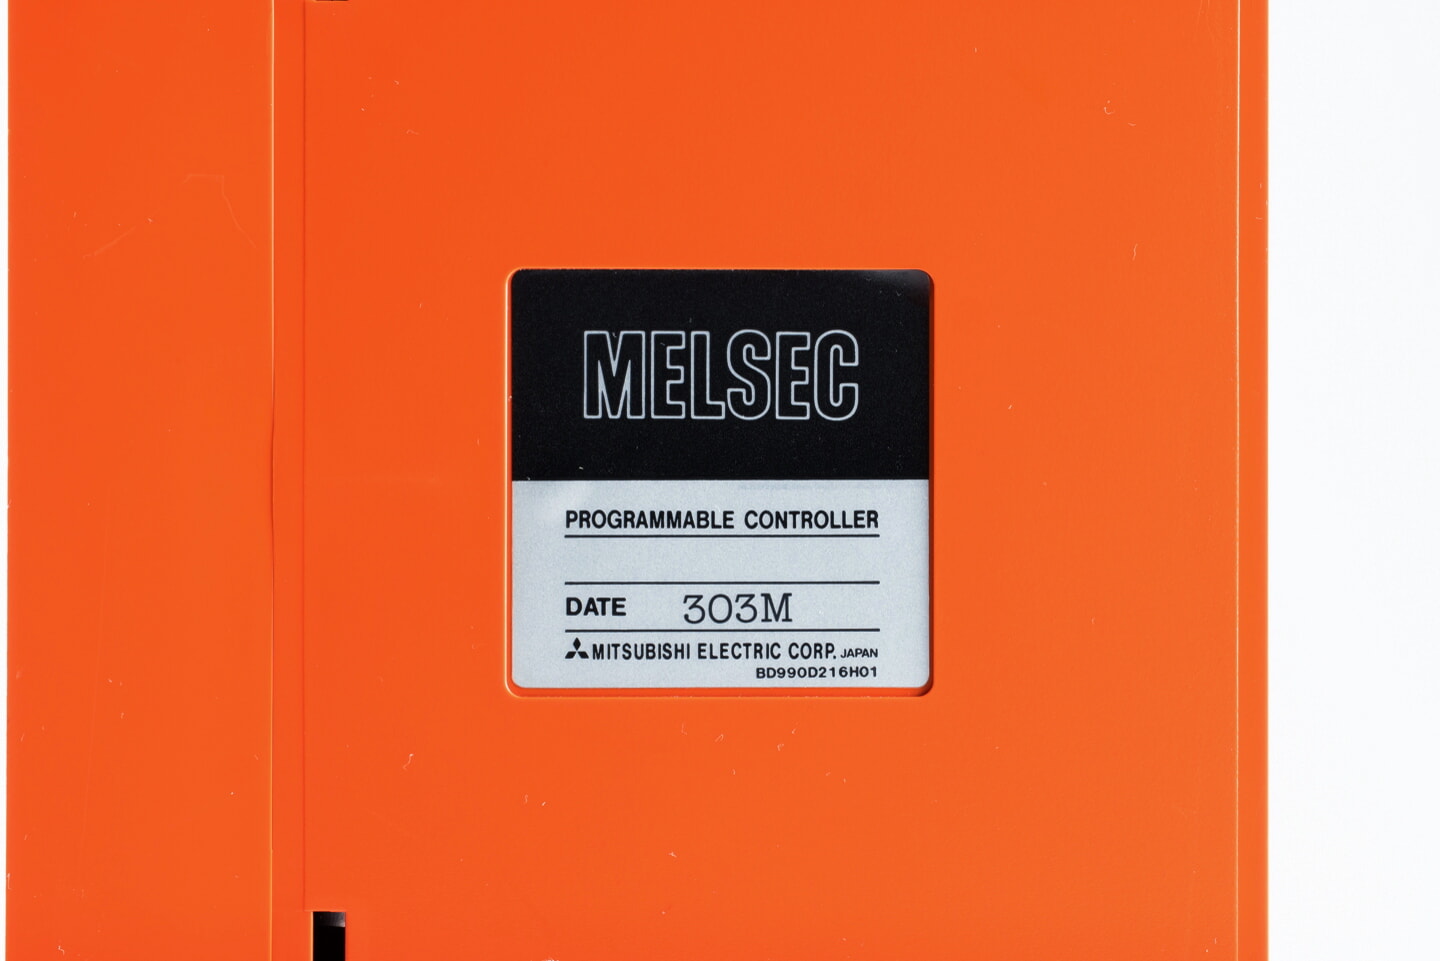 MELSEC
PROGRAMMABLE CONTROLLER
DATE 303M
MITSUBISHI ELECTRIC CORP. JAPAN
BD990D216H01